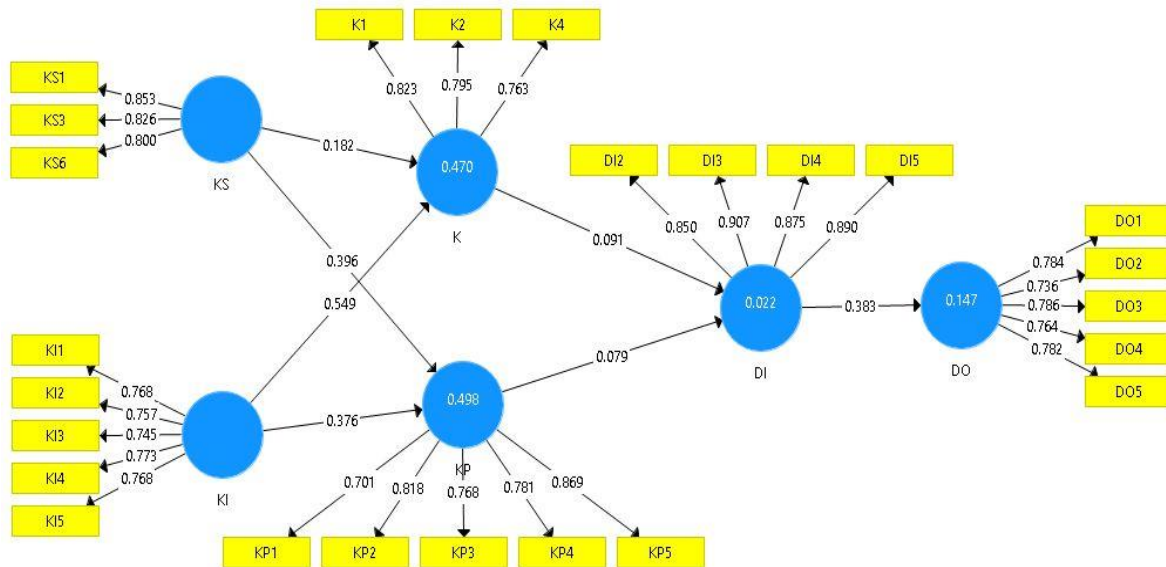 K1
K2
K4
0.823
0.795
0.763
KS1
KS3
KS6
0.853
0.826
0.800
KS
0.182
0.470
K
0.396
0.549
0.091
DI2
DI3
DI4
DI5
0.850
0.907
0.875
0.890
0.022
DI
0.383
0.147
DO
DO1
DO2
DO3
DO4
DO5
0.784
0.736
0.786
0.764
0.782
KI1
KI2
KI3
KI4
KI5
0.768
0.757
0.745
0.773
0.768
KI
0.376
0.498
KP
0.079
0.701
0.818
0.768
0.781
0.869
KP1
KP2
KP3
KP4
KP5